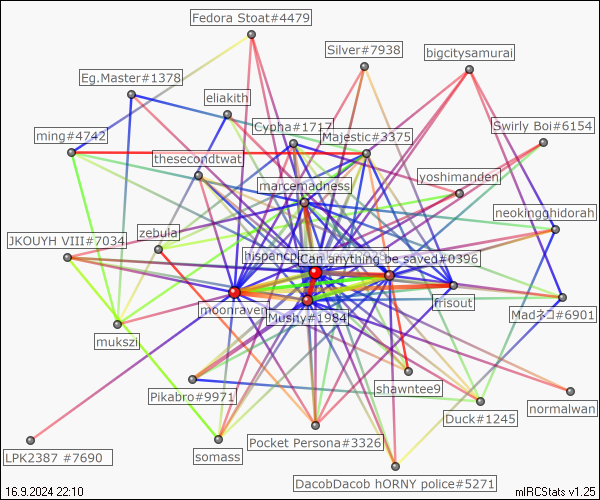 Fedora Stoat#4479
Silver#7938
bigcitysamurai
Eg.Master#1378
eliakith
Cypha#1717
Swirly Boi#6154
ming#4742
Majestic#3375
thesecondtwat
yoshimanden
marcemadness
neokingghidorah
JKOUYH VIII#7034
zebula
Can anything be saved#0396
moonraven
Mushy#1984
frisout
Madネコ#6901
mukszi
shawntee9
Pikabro#9971
normalwan
Duck#1245
LPK2387 #7690
somass
Pocket Persona#3326
DacobDacob hORNY police#5271
16.9.2024 22:10
mIRCStats v1.25